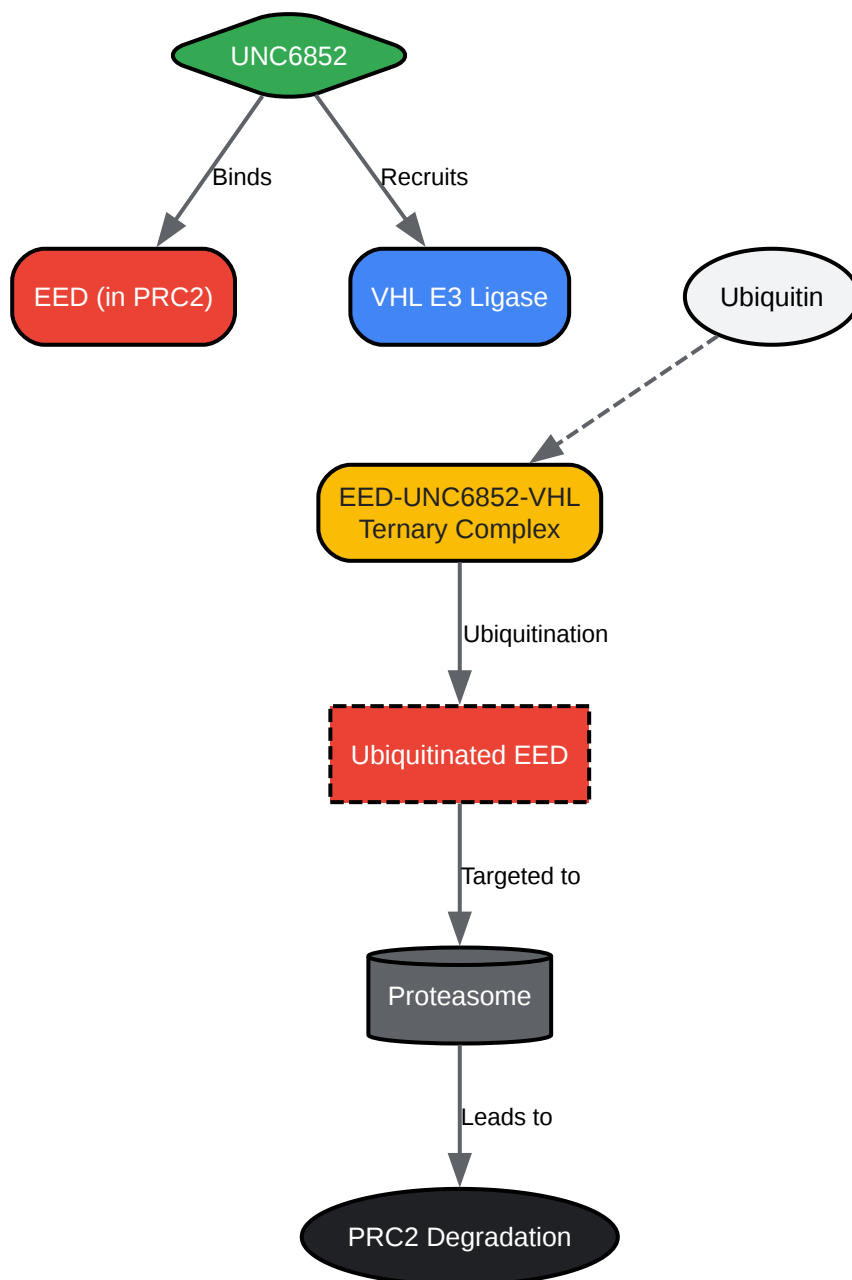 UNC6852
Binds
Recruits
EED (in PRC2)
VHL E3 Ligase
Ubiquitin
EED-UNC6852-VHL
Ternary Complex
Ubiquitination
Ubiquitinated EED
Targeted to
Proteasome
Leads to
PRC2 Degradation